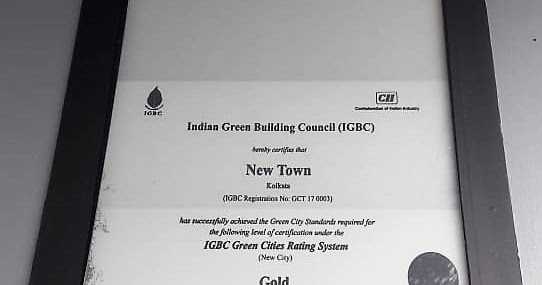 IGBC
CII
Confederation of Indian Industry
Indian Green Building Council (IGBC)
hereby certifies that
New Town
Kolkata
(IGBC Registration No: GCT 17 0003)
has successfully achieved the Green City Standards required for
the following level of certification under the
IGBC Green Cities Rating System
(New City)
Gold